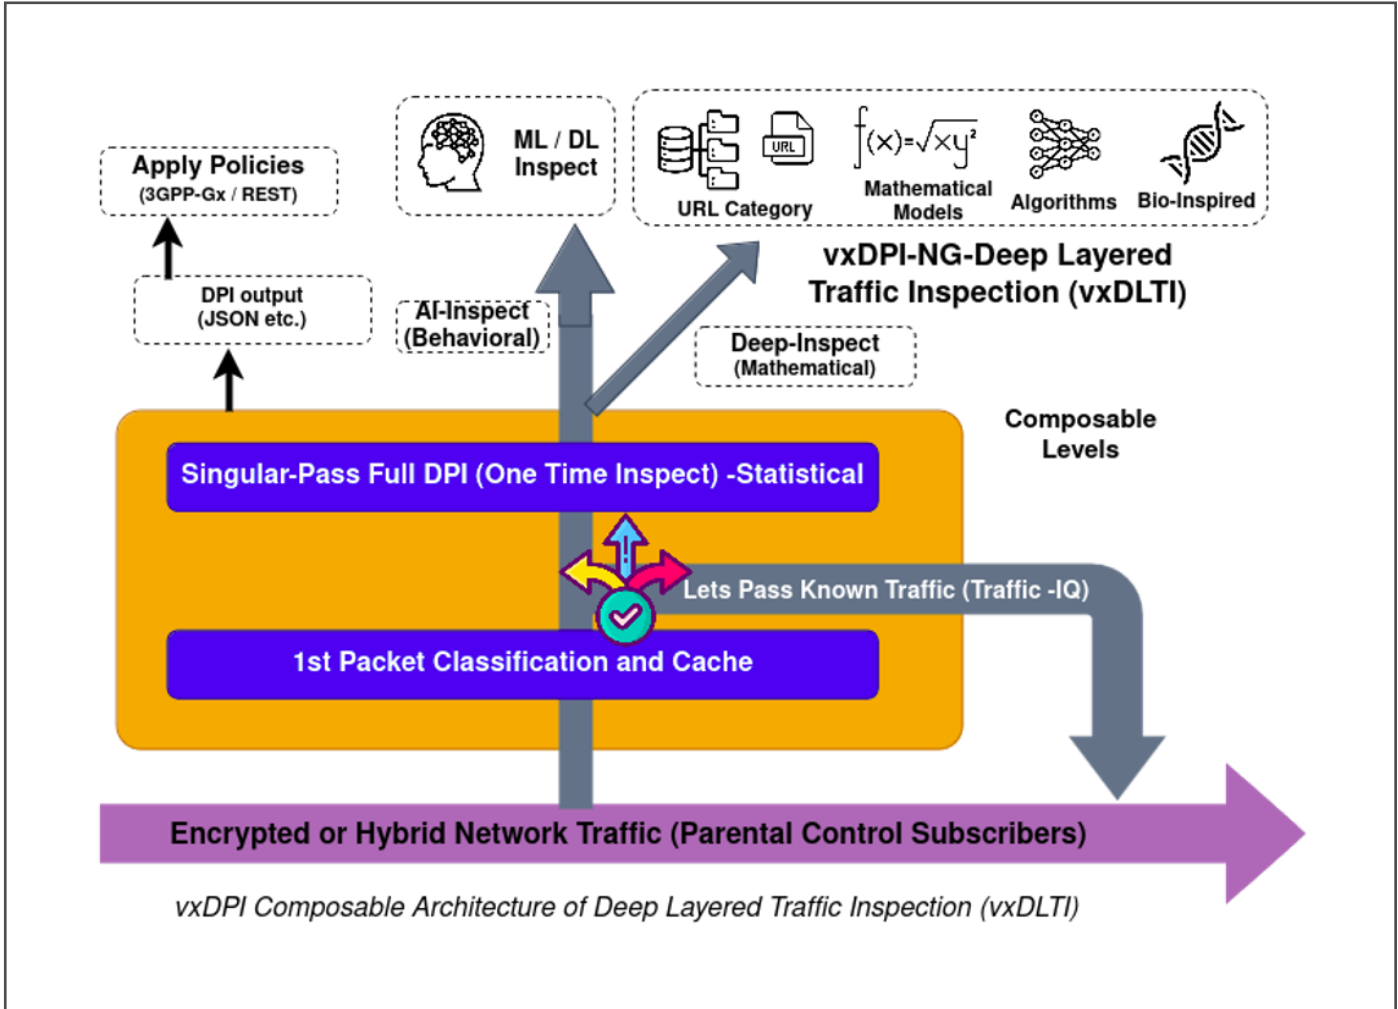 Apply Policies
(3GPP-Gx / REST)
ML / DL
Inspect
URL
f(x)=√xy²
URL Category
Mathematical
Models
Algorithms
Bio-Inspired
vxDPI-NG-Deep Layered
Traffic Inspection (vxDLTI)
DPI output
(JSON etc.)
AI-Inspect
(Behavioral)
Deep-Inspect
(Mathematical)
Composable
Levels
Singular-Pass Full DPI (One Time Inspect) -Statistical
Lets Pass Known Traffic (Traffic -IQ)
1st Packet Classification and Cache
Encrypted or Hybrid Network Traffic (Parental Control Subscribers)
vxDPI Composable Architecture of Deep Layered Traffic Inspection (vxDLTI)